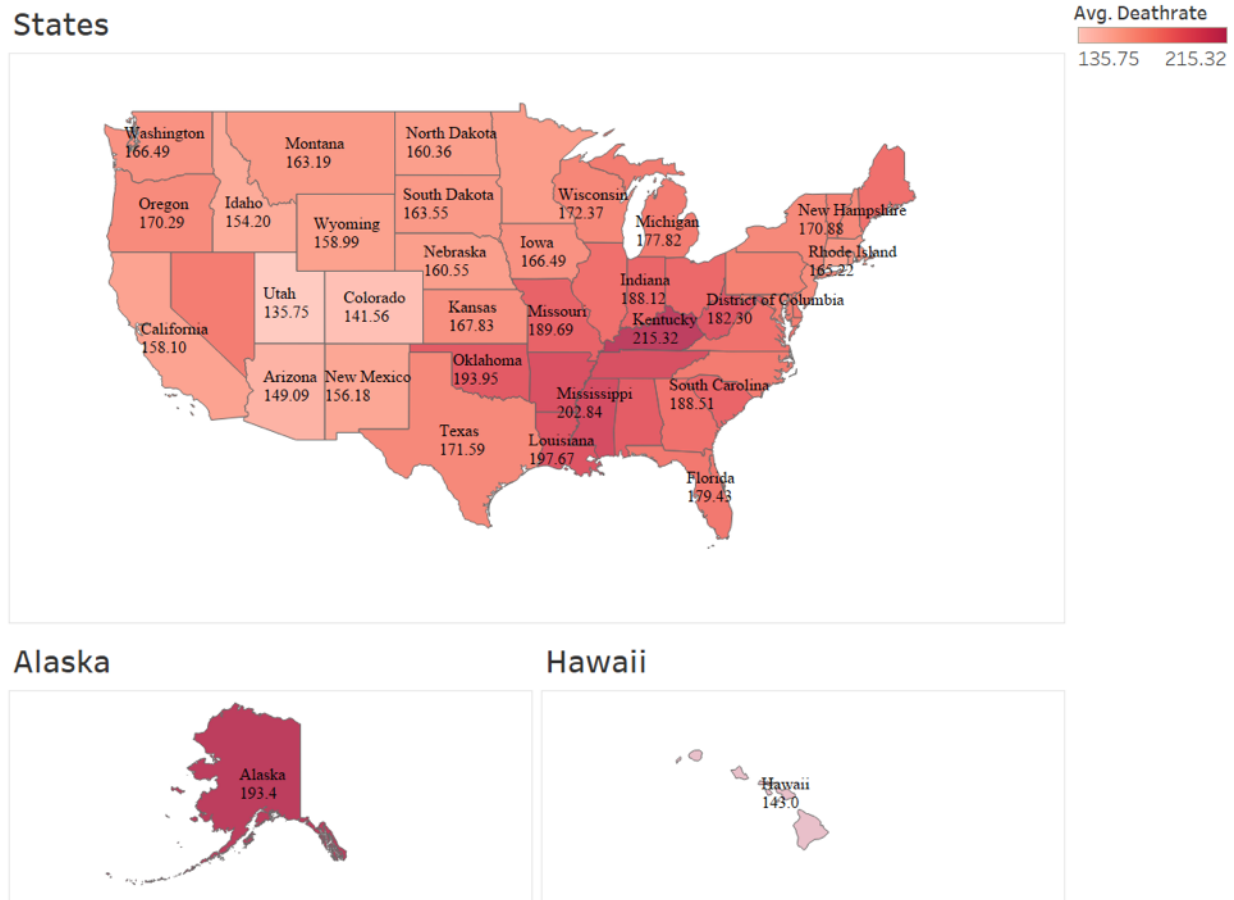 States
Avg. Deathrate
135.75 215.32
Washington
166.49
Montana
163.19
North Dakota
160.36
Oregon
170.29
Idaho
154.20
Wyoming
158.99
South Dakota
163.55
Wisconsin
172.37
Michigan
177.82
New Hampshire
170.88
Rhode Island
165.22
Nebraska
160.55
Iowa
166.49
Utah
135.75
Colorado
141.56
Kansas
167.83
Missouri
189.69
Indiana
188.12
Kentucky
215.32
District of Columbia
182.30
California
158.10
Arizona
149.09
New Mexico
156.18
Oklahoma
193.95
Mississippi
202.84
South Carolina
188.51
Texas
171.59
Louisiana
197.67
Florida
179.43
Alaska
Hawaii
Alaska
193.4
Hawaii
143.0